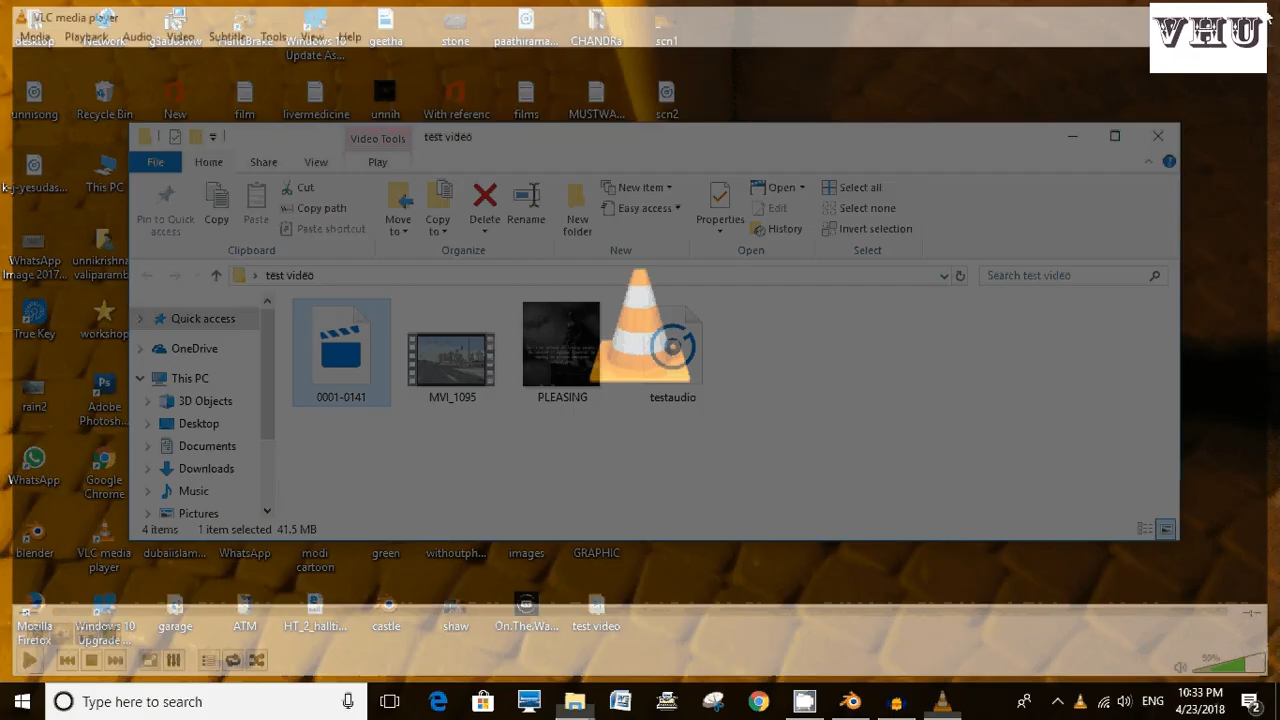 VLC media player
Media Playback Audio Video Subtitle Tools View Help
VHU
desktop
Network
HandBrake
Windows 10
Update As...
geetha
stone
paathirama...
CHANDRa
scn1
unnisong
Recycle Bin
New
film
livermedicine
unnih
With referenc
films
MUSTWA...
scn2
k-j-yesudas...
This PC
WhatsApp
Image 2017...
unnikrishna
valiparamb
True Key
workshop
rain2
Adobe
Photosh...
WhatsApp
Google
Chrome
Video Tools
test video
File
Home
Share
View
Play
Pin to Quick
access
Copy
Paste
Cut
Copy path
Paste shortcut
Clipboard
Move
to
Copy
to
Delete
Rename
Organize
New
folder
New item
Easy access
New
Properties
Open
Edit
History
Open
Select all
Select none
Invert selection
Select
test video
Search test video
Quick access
OneDrive
This PC
3D Objects
Desktop
Documents
Downloads
Music
Pictures
0001-0141
MVI_1095
PLEASING
testaudio
4 items 1 item selected 41.5 MB
blender
VLC media
player
dubaiislam...
WhatsApp
modi
cartoon
green
withoutph...
images
GRAPHIC
Mozilla
Firefox
Windows 10
Upgrade ...
garage
ATM
HT_2_hallti...
castle
shaw
On.The.Wa...
test video
Type here to search
ENG
10:33 PM
4/23/2018
2